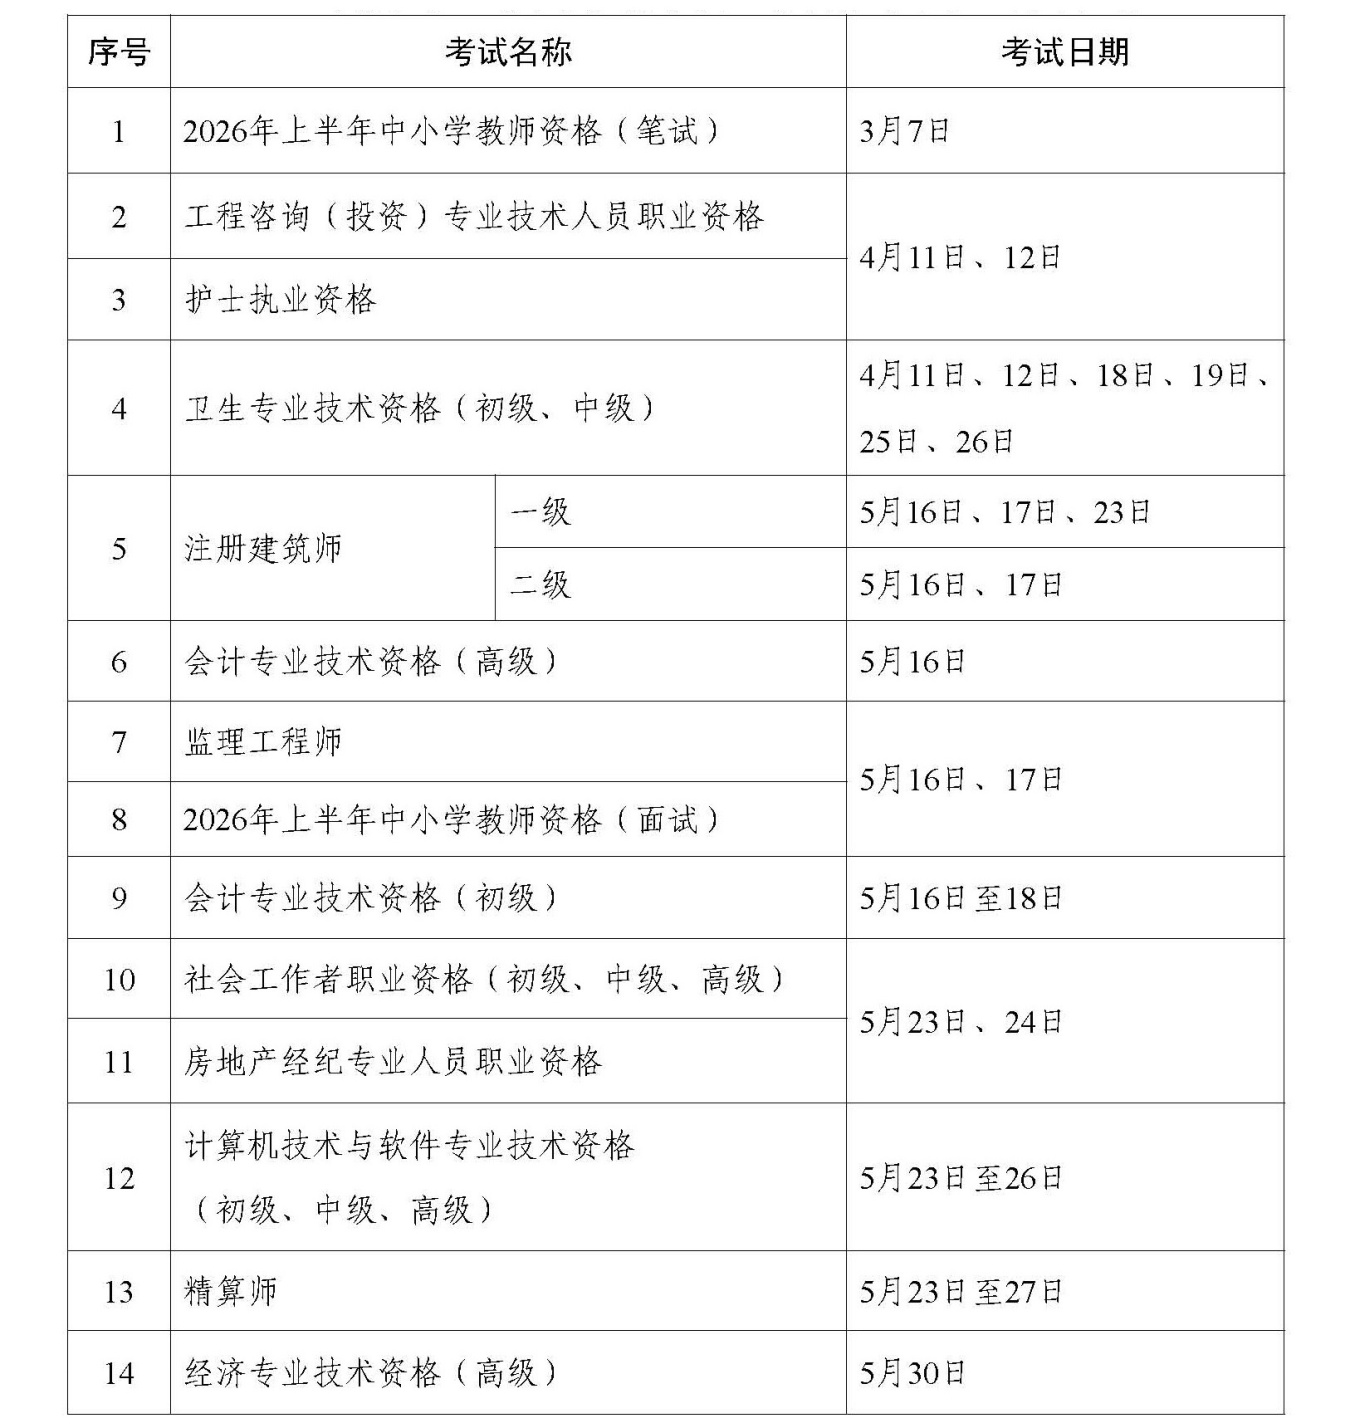 序号 考试名称 考试日期
1 2026年上半年中小学教师资格（笔试） 3月7日
2 工程咨询（投资）专业技术人员职业资格
4月11日、12日
3 护士执业资格
4 卫生专业技术资格（初级、中级） 4月11日、12日、18日、19日、
25日、26日
5 注册建筑师 一级 5月16日、17日、23日
二级 5月16日、17日
6 会计专业技术资格（高级） 5月16日
7 监理工程师
5月16日、17日
8 2026年上半年中小学教师资格（面试）
9 会计专业技术资格（初级） 5月16日至18日
10 社会工作者职业资格（初级、中级、高级）
5月23日、24日
11 房地产经纪专业人员职业资格
12 计算机技术与软件专业技术资格
（初级、中级、高级） 5月23日至26日
13 精算师 5月23日至27日
14 经济专业技术资格（高级） 5月30日